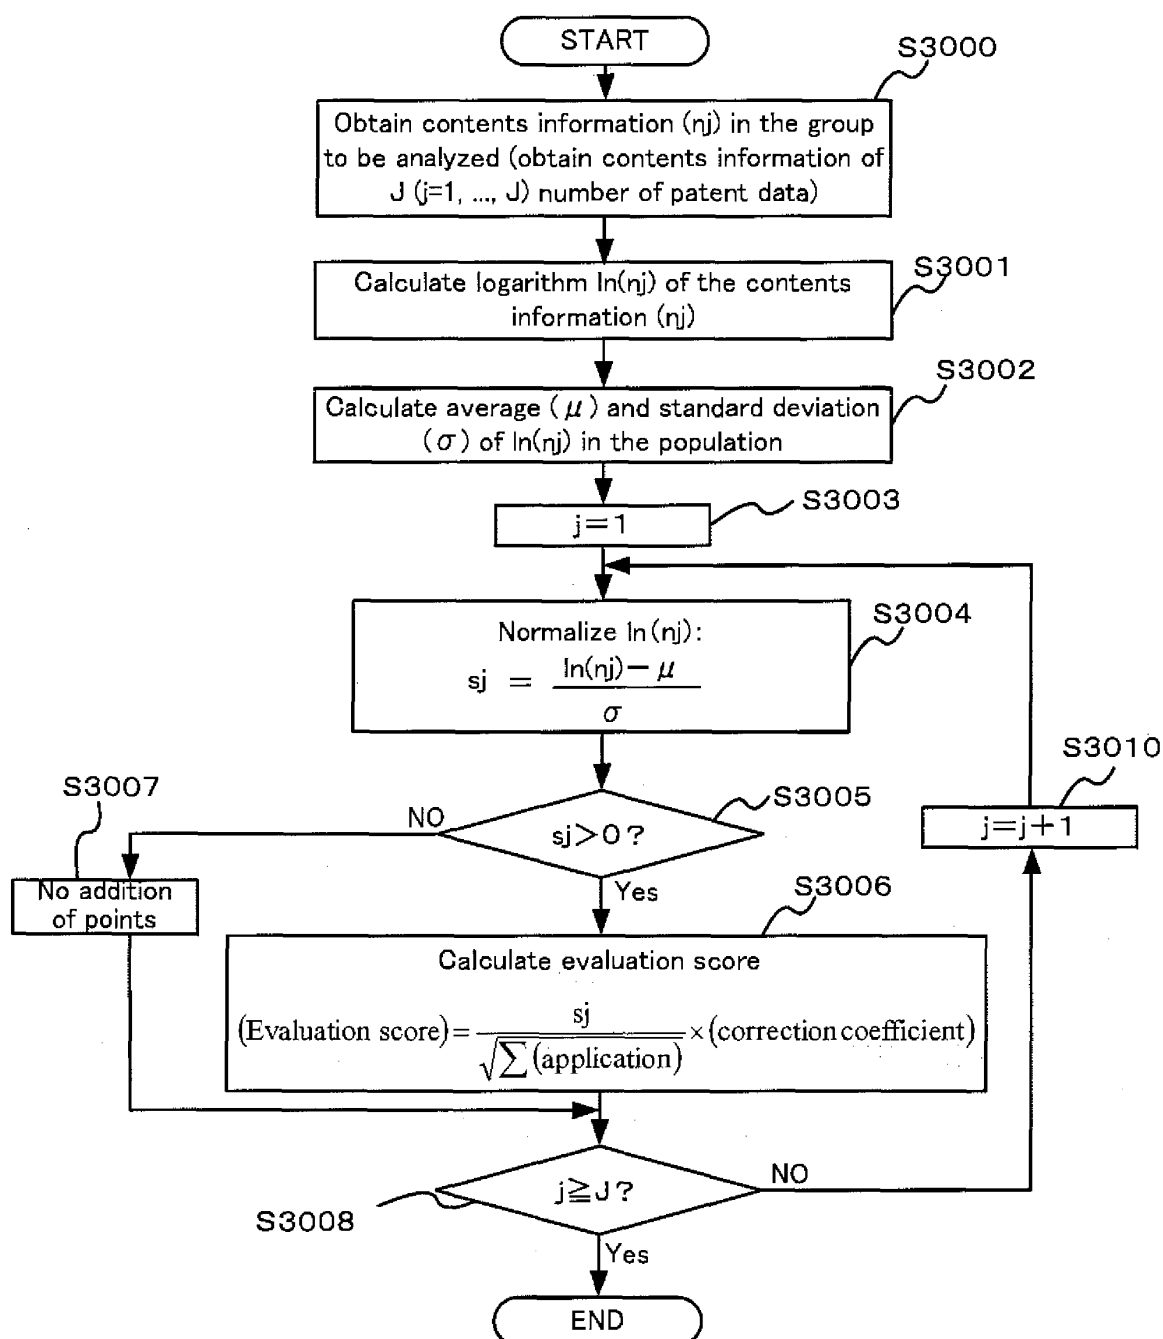 START
S3000
Obtain contents information (nj) in the group
to be analyzed (obtain contents information of
J (j=1, ..., J) number of patent data)
S3001
Calculate logarithm ln(nj) of the contents
information (nj)
S3002
Calculate average (μ) and standard deviation
(σ) of ln(nj) in the population
S3003
j=1
S3004
Normalize ln(nj):
sj = (ln(nj)−μ)/σ
S3010
j=j+1
S3007
NO
S3005
sj>0?
No addition
of points
Yes
S3006
Calculate evaluation score
(Evaluation score)=sj/√∑(application)×(correction coefficient)
j≧J?
NO
S3008
Yes
END